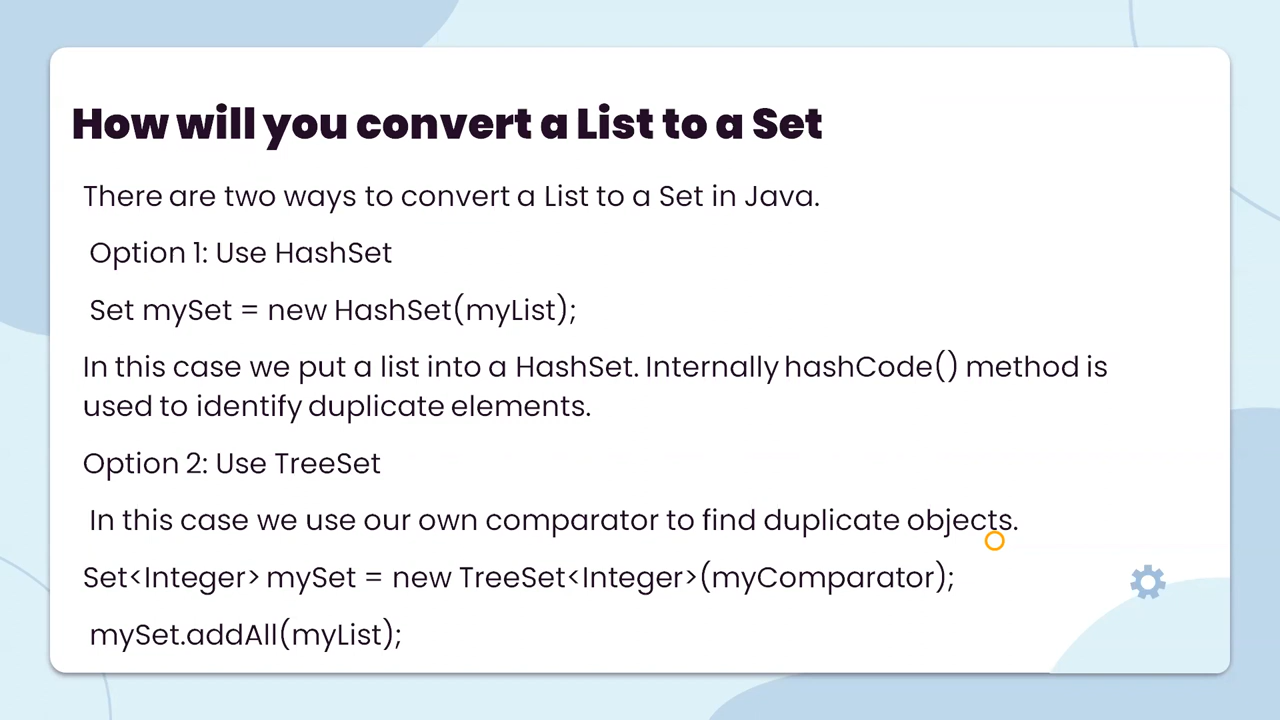 How will you convert a List to a Set
There are two ways to convert a List to a Set in Java.
Option 1: Use HashSet
Set mySet = new HashSet(myList);
In this case we put a list into a HashSet. Internally hashCode() method is
used to identify duplicate elements.
Option 2: Use TreeSet
In this case we use our own comparator to find duplicate objects.
Set<Integer> mySet = new TreeSet<Integer>(myComparator);
mySet.addAll(myList);